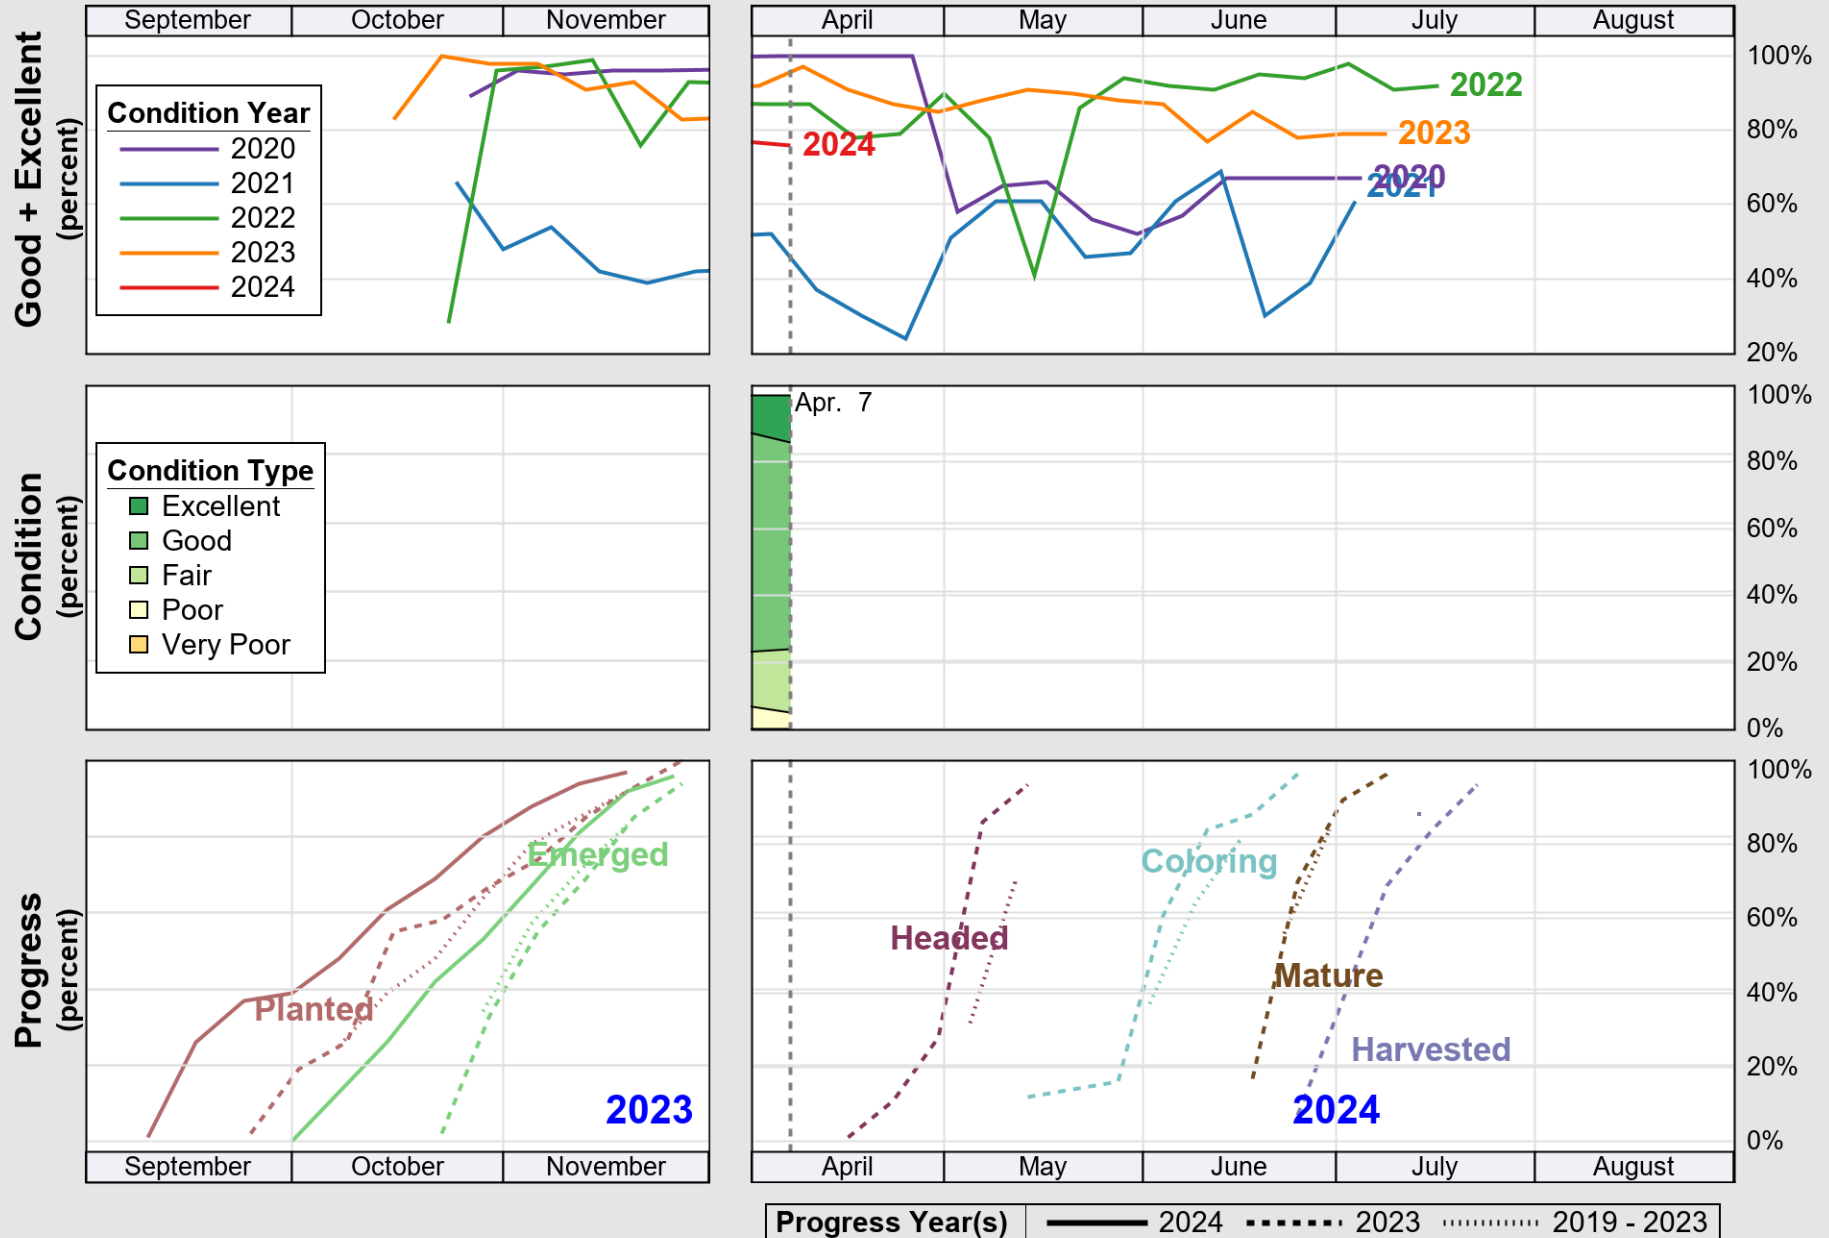 September October November April May June July August
Good + Excellent
(percent)
Condition Year
2020
2021
2022
2023
2024
2024
2022
2023
2020
2021
100%
80%
60%
40%
20%
Condition
(percent)
Condition Type
Excellent
Good
Fair
Poor
Very Poor
Apr. 7
100%
80%
60%
40%
20%
0%
Progress
(percent)
Planted
Emerged
2023
Headed
Coloring
Mature
Harvested
2024
100%
80%
60%
40%
20%
0%
September October November April May June July August
Progress Year(s) 2024 2023 2019 - 2023